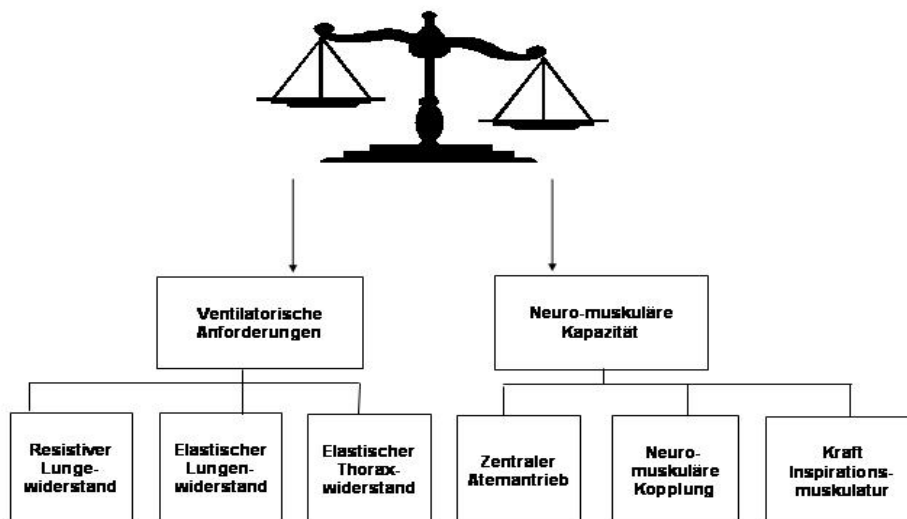 Ventilatorische
Anforderungen
Neuro-muskuläre
Kapazität
Resistiver
Lunge-
widerstand
Elastischer
Lungen-
widerstand
Elastischer
Thorax-
widerstand
Zentraler
Atemantrieb
Neuro-
muskuläre
Kopplung
Kraft
Inspirations-
muskulatur